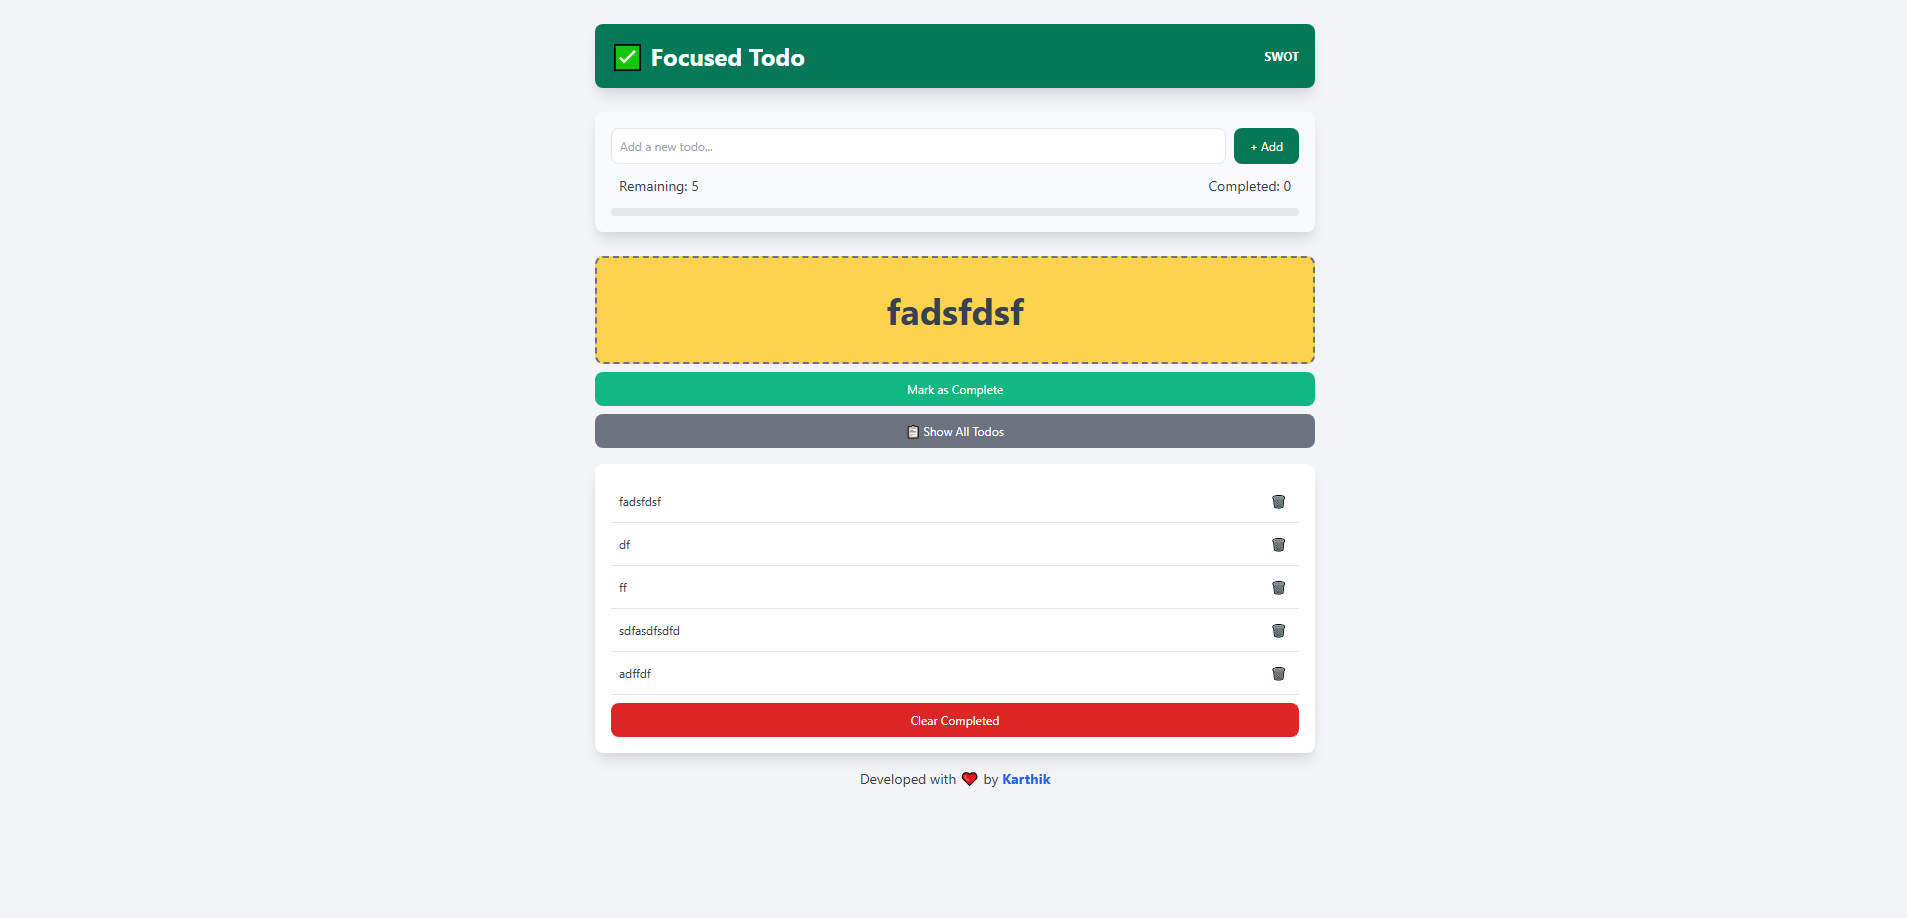 ✅ Focused Todo
SWOT
Add a new todo...
+ Add
Remaining: 5
Completed: 0
fadsfdsf
Mark as Complete
📋 Show All Todos
fadsfdsf
df
ff
sdfasdfsdfd
adffdf
Clear Completed
Developed with ❤️ by Karthik